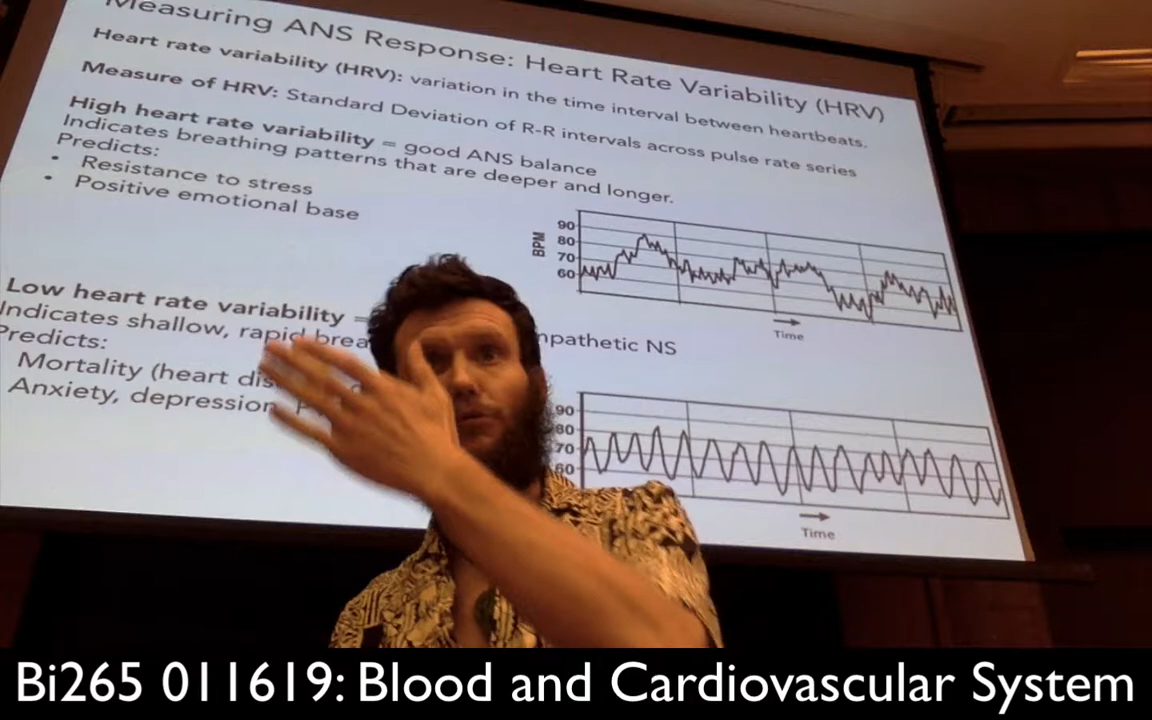 Measuring ANS Response: Heart Rate Variability (HRV)
Heart rate variability (HRV): variation in the time interval between heartbeats.
Measure of HRV: Standard Deviation of R-R intervals across pulse rate series
High heart rate variability = good ANS balance
Indicates breathing patterns that are deeper and longer.
Predicts:
• Resistance to stress
• Positive emotional base
BPM
90
80
70
60
Time
Low heart rate variability =
Indicates shallow, rapid brea
mpathetic NS
Predicts:
Mortality (heart dis
Anxiety, depression
90
80
70
60
Time
Bi265 011619: Blood and Cardiovascular System